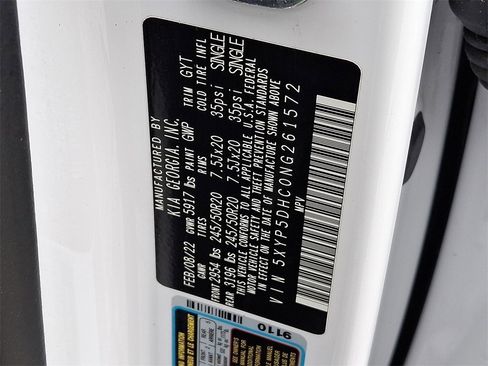 MANUFACTURED BY
KIA GEORGIA, INC.
FEB/08/22 GVWR 5917 lbs PAINT GWP TRIM GYT
GAWR TIRES RIMS COLD TIRE INFL
FRONT 2954 lbs 245/50R20 7.5Jx20 35psi SINGLE
REAR 3196 lbs 245/50R20 7.5Jx20 35psi SINGLE
THIS VEHICLE CONFORMS TO ALL APPLICABLE U.S.A. FEDERAL
MOTOR VEHICLE SAFETY AND THEFT PREVENTION STANDARDS
IN EFFECT ON THE DATE OF MANUFACTURE SHOWN ABOVE
VIN 5XYP5DHC0NG261572
MPV
9110
SEE OWNER'S
MANUAL